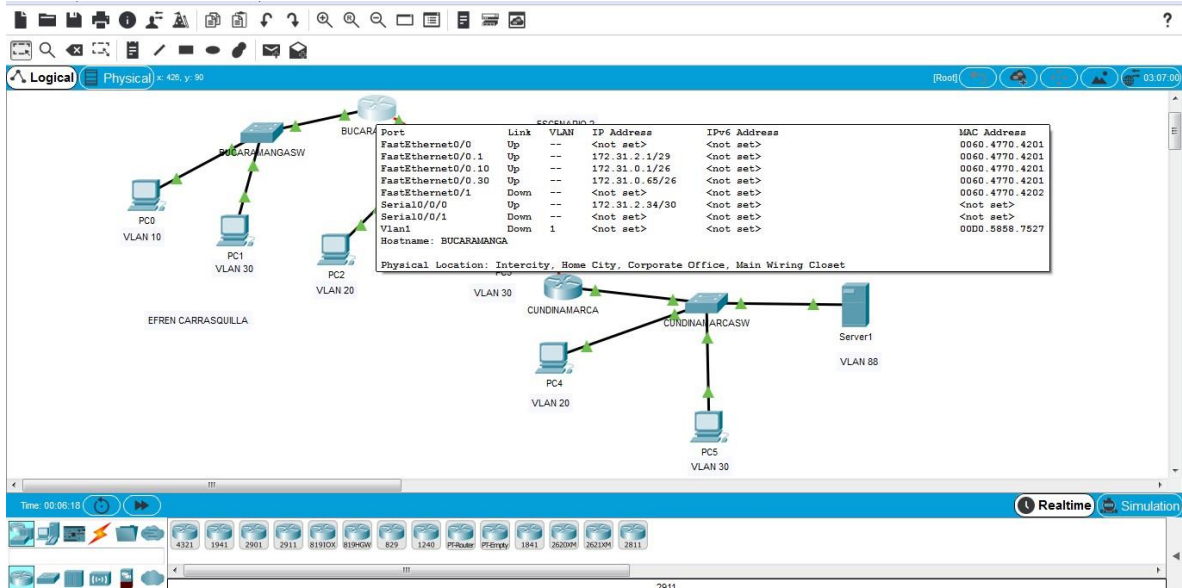 ?
Logical Physical x: 426, y: 90 [Root] 03:07:00
BUCARA
BUCARAMANGASW
Port Link VLAN IP Address IPv6 Address MAC Address
FastEthernet0/0 Up -- <not set> <not set> 0060.4770.4201
FastEthernet0/0.1 Up -- 172.31.2.1/29 <not set> 0060.4770.4201
FastEthernet0/0.10 Up -- 172.31.0.1/26 <not set> 0060.4770.4201
FastEthernet0/0.30 Up -- 172.31.0.65/26 <not set> 0060.4770.4201
FastEthernet0/1 Down -- <not set> <not set> 0060.4770.4202
Serial0/0/0 Up -- 172.31.2.34/30 <not set> <not set>
Serial0/0/1 Down -- <not set> <not set> <not set>
Vlan1 Down 1 <not set> <not set> 00D0.5858.7527
Hostname: BUCARAMANGA
Physical Location: Intercity, Home City, Corporate Office, Main Wiring Closet
PC0
VLAN 10
PC1
VLAN 30
PC2
VLAN 20
VLAN 30
EFREN CARRASQUILLA
CUNDINAMARCA
CUNDINAMARCASW
Server1
VLAN 88
PC4
VLAN 20
PC5
VLAN 30
Time: 00:06:18 Realtime Simulation
4321 1941 2901 2911 819IOX 819HGW 829 1240 PT-Router PT-Empty 1841 2620XM 2621XM 2811
2911